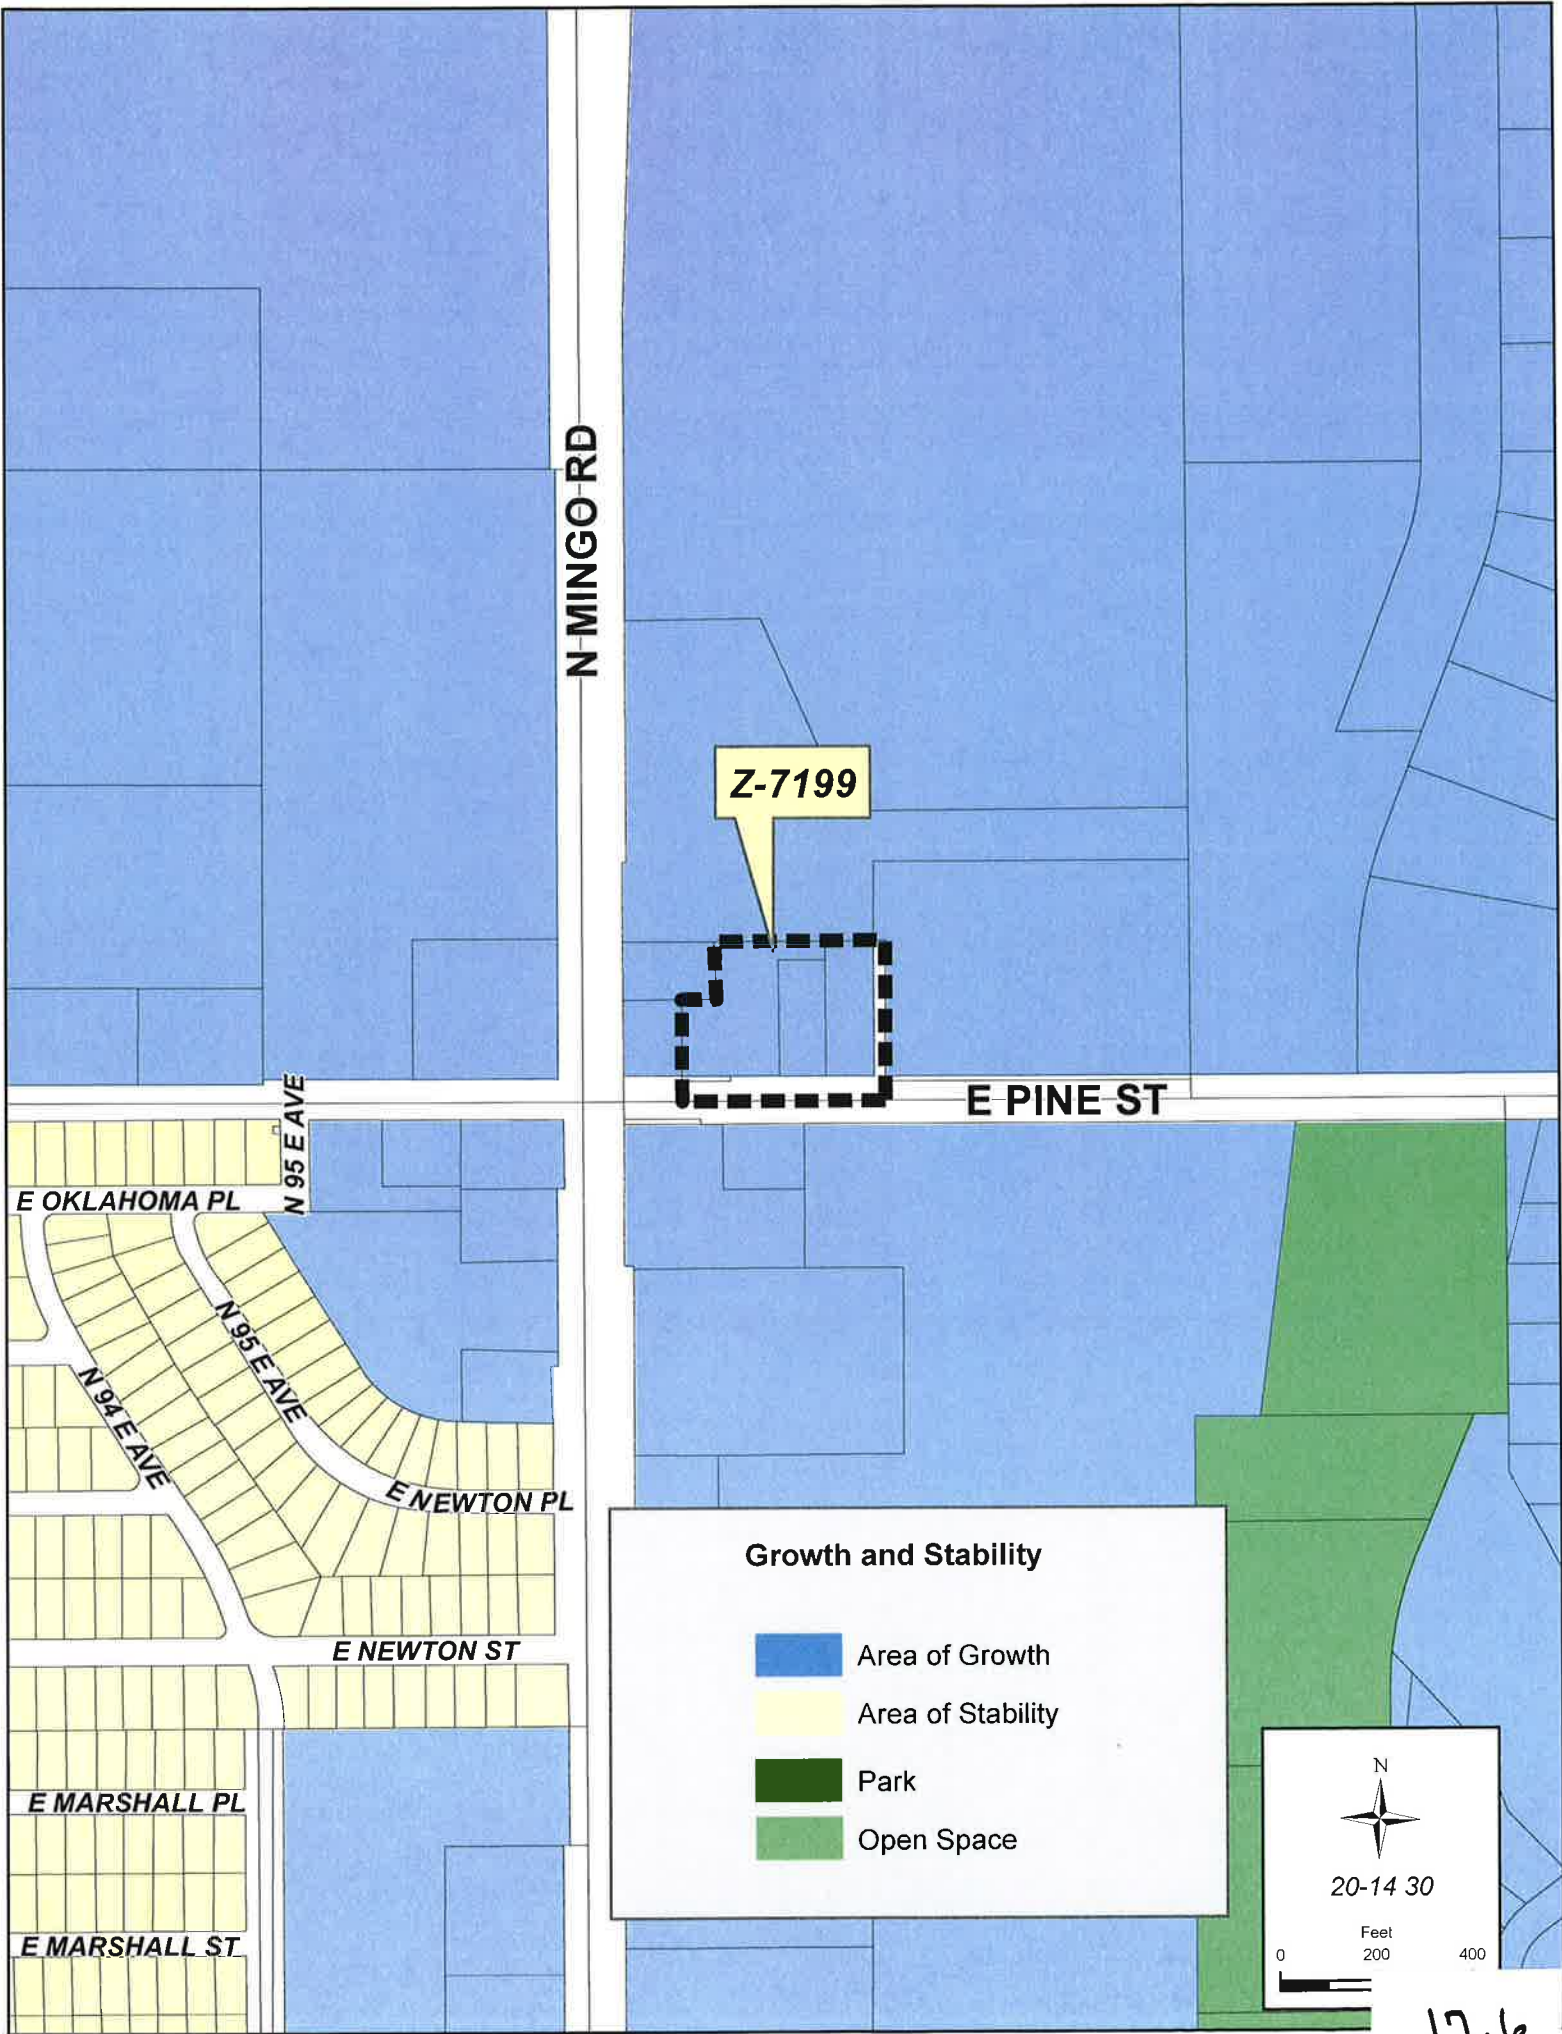 N MINGO RD
Z-7199
E PINE ST
N 95 E AVE
E OKLAHOMA PL
N 95 E AVE
N 94 E AVE
E NEWTON PL
Growth and Stability
Area of Growth
E NEWTON ST
Area of Stability
Park
Open Space
E MARSHALL PL
E MARSHALL ST
N
20-14 30
Feet
0 200 400
17.6